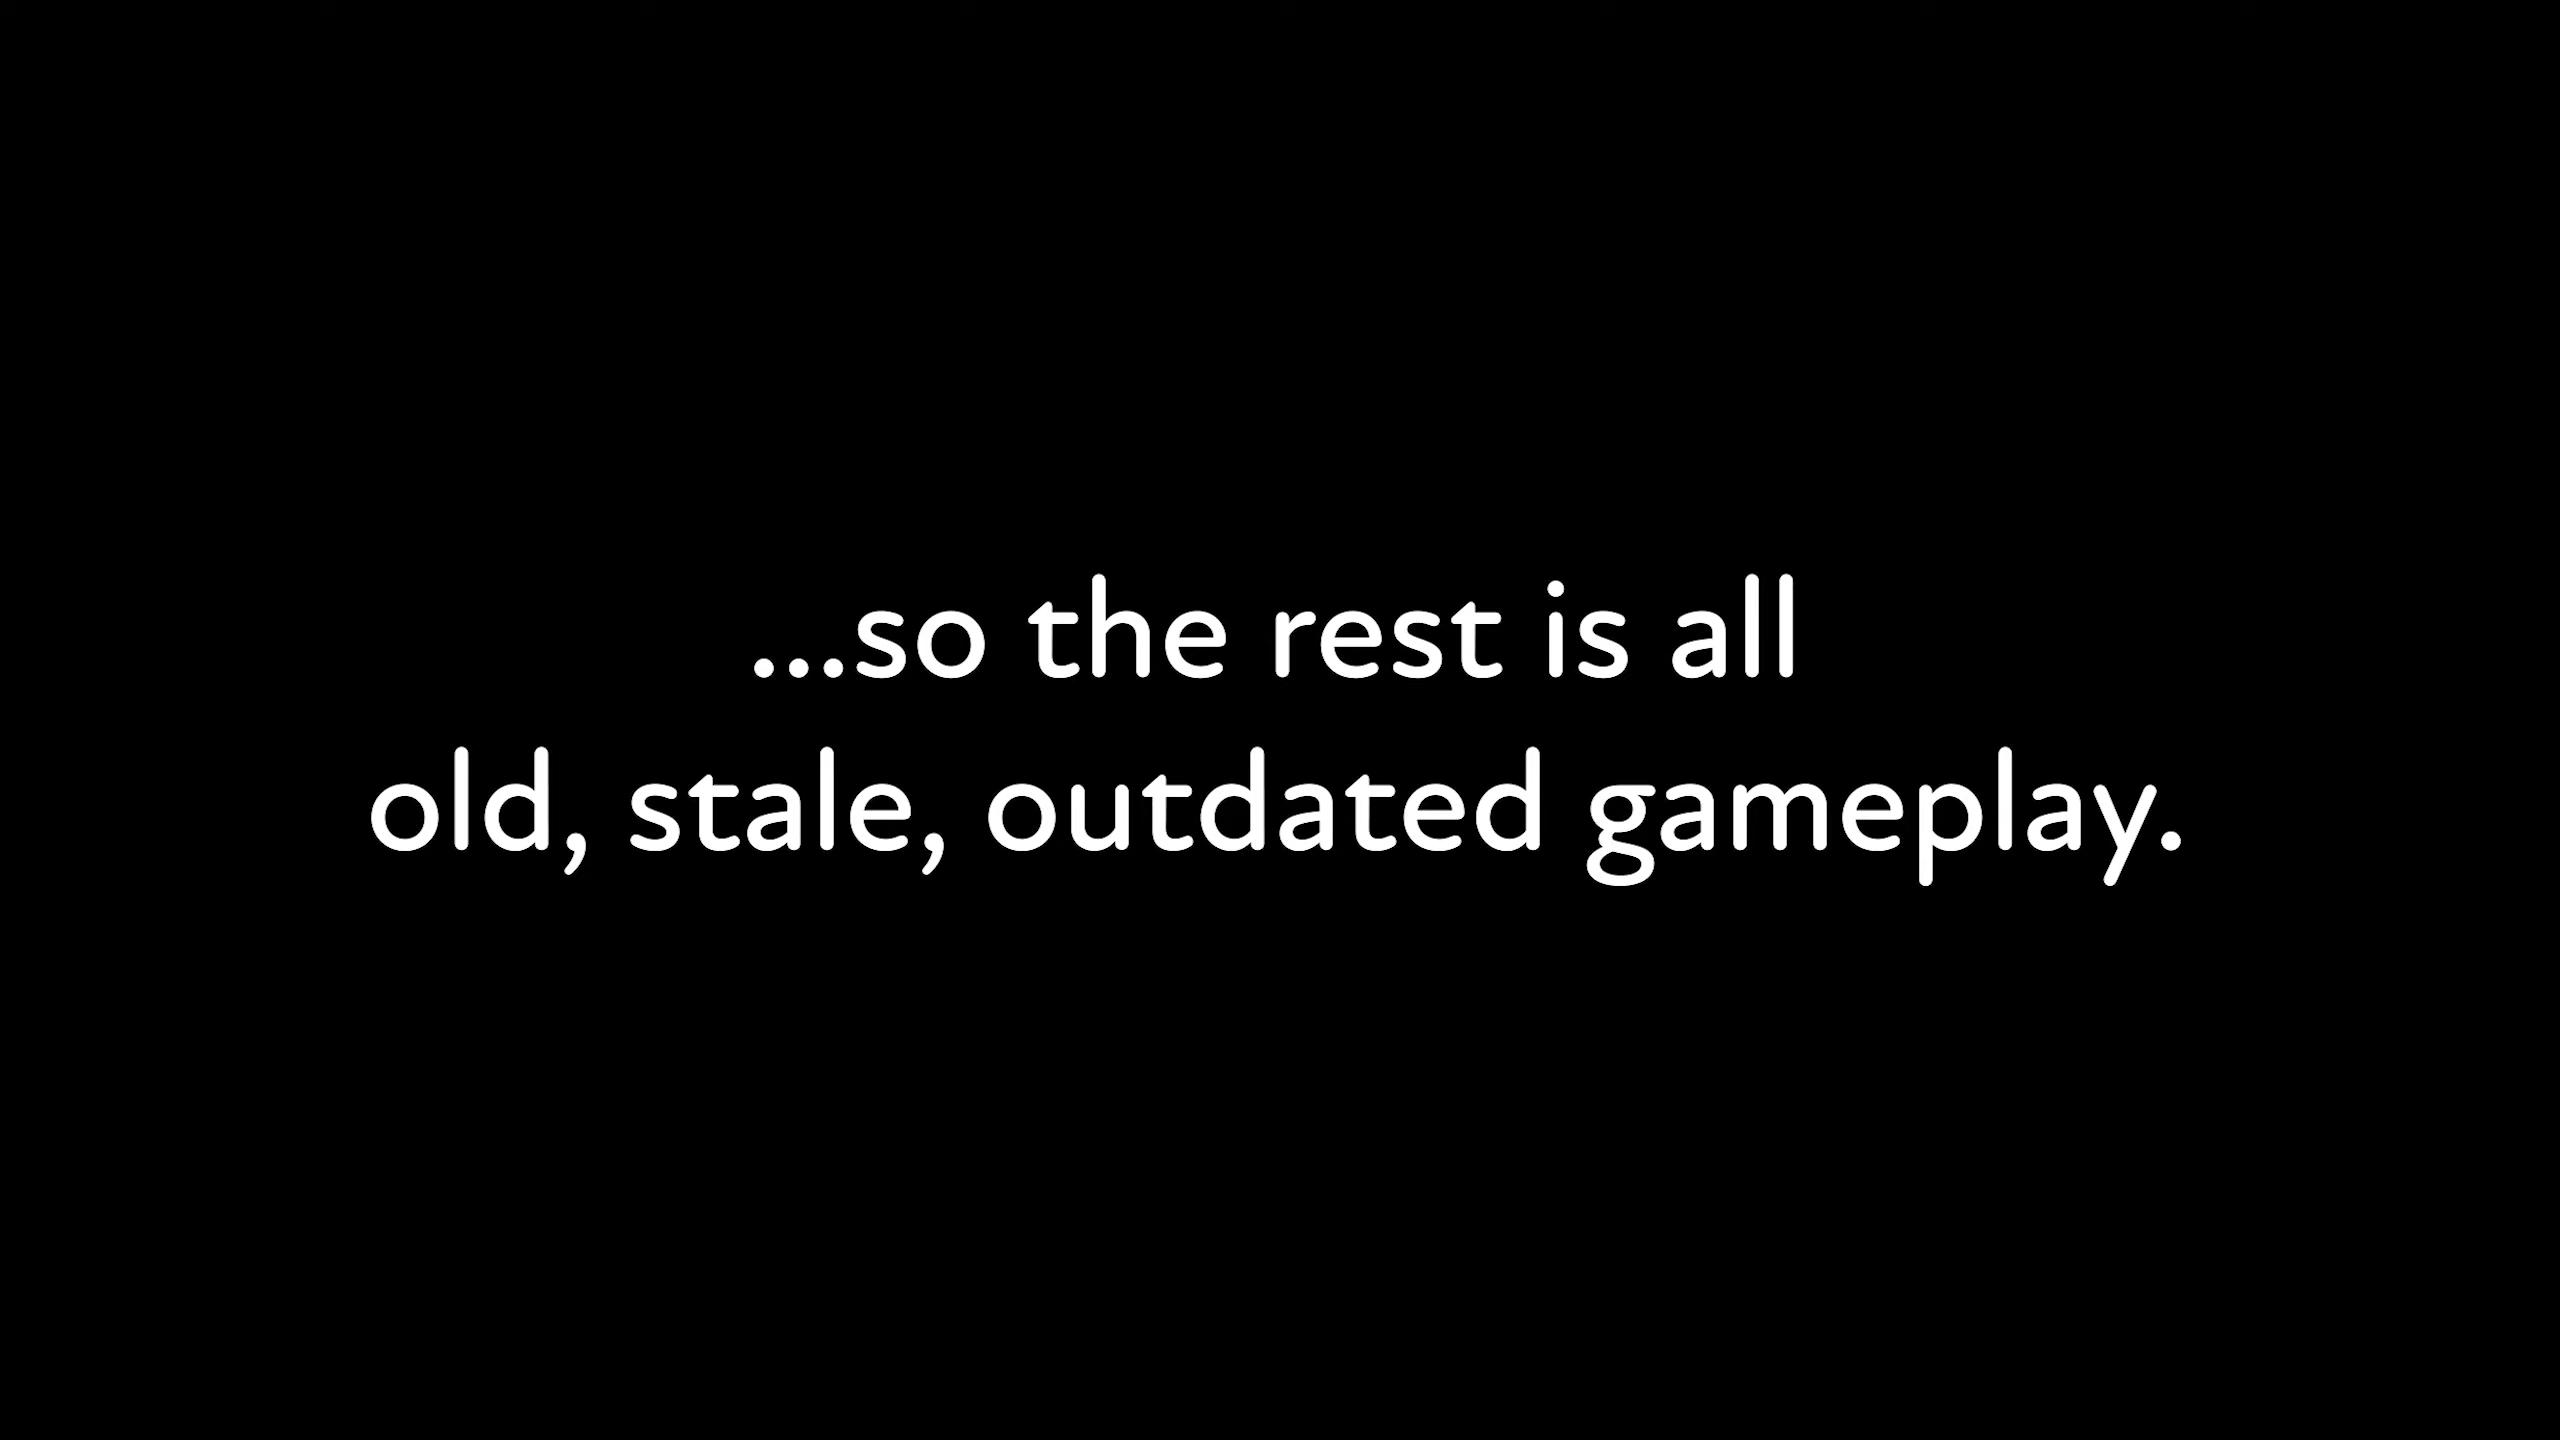 ...so the rest is all
old, stale, outdated gameplay.